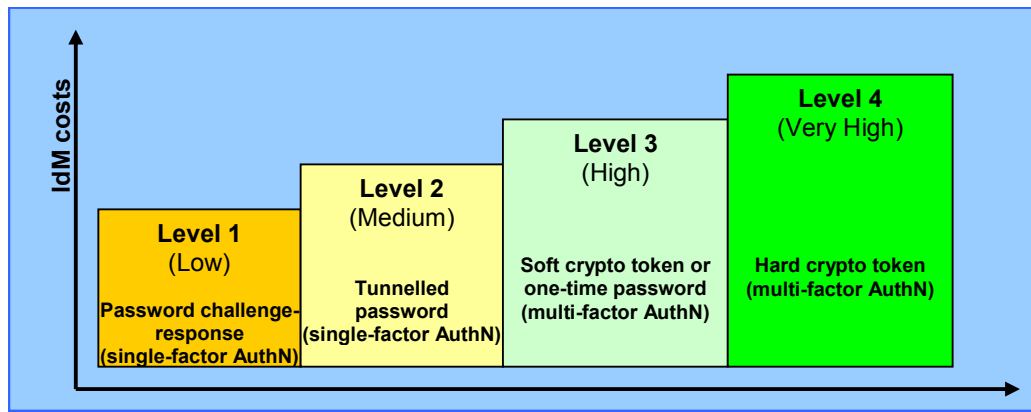 IdM costs
Level 1
(Low)
Password challenge-
response
(single-factor AuthN)
Level 2
(Medium)
Tunnelled
password
(single-factor AuthN)
Level 3
(High)
Soft crypto token or
one-time password
(multi-factor AuthN)
Level 4
(Very High)
Hard crypto token
(multi-factor AuthN)